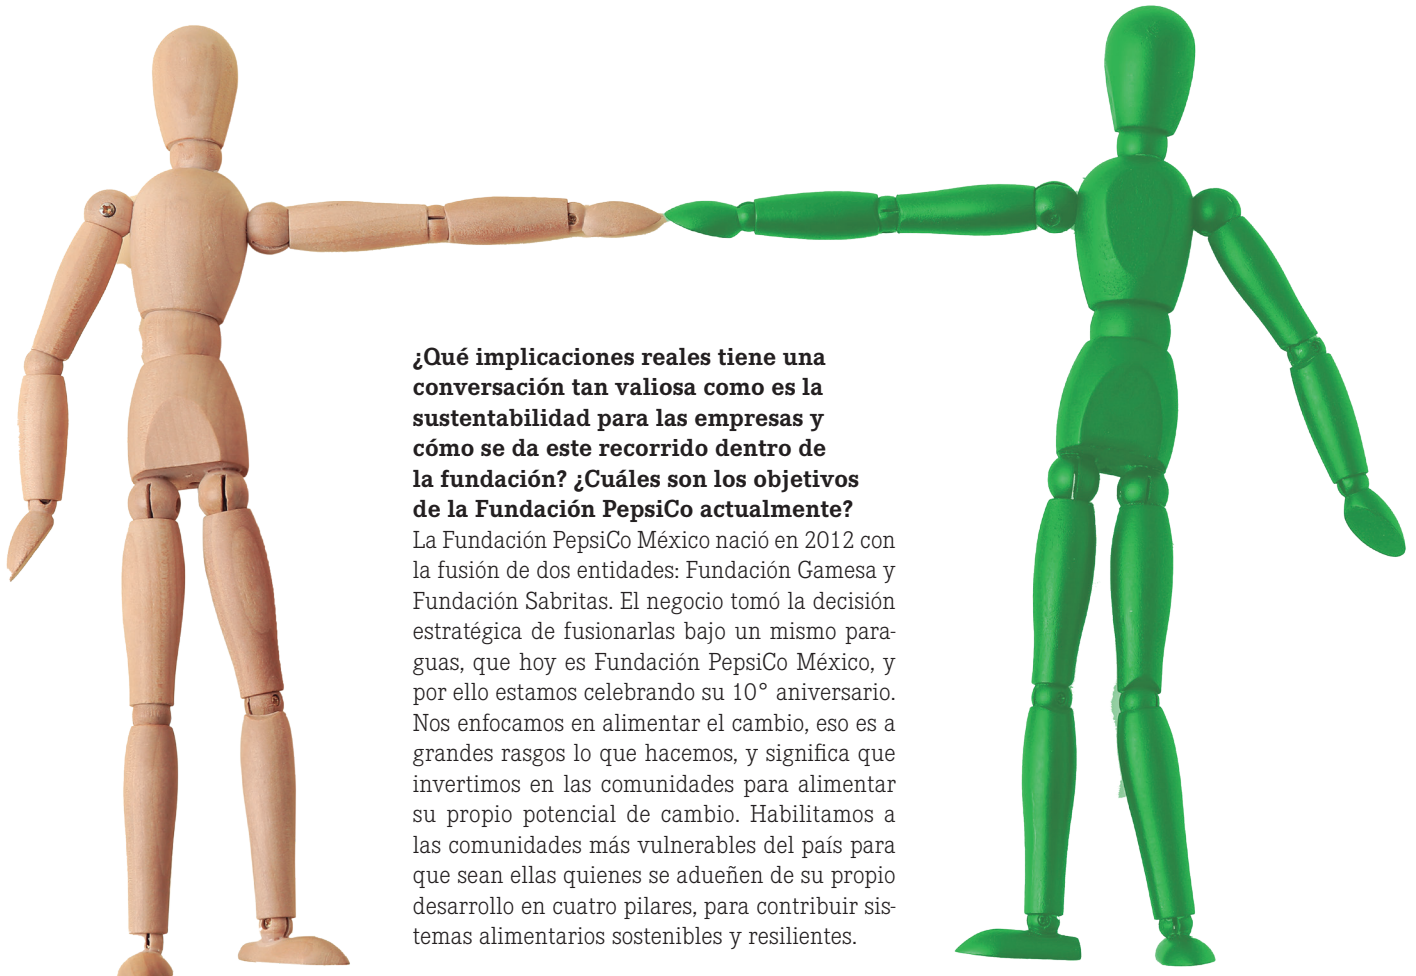 ¿Qué implicaciones reales tiene una
conversación tan valiosa como es la
sustentabilidad para las empresas y
cómo se da este recorrido dentro de
la fundación? ¿Cuáles son los objetivos
de la Fundación PepsiCo actualmente?
La Fundación PepsiCo México nació en 2012 con
la fusión de dos entidades: Fundación Gamesa y
Fundación Sabritas. El negocio tomó la decisión
estratégica de fusionarlas bajo un mismo para-
guas, que hoy es Fundación PepsiCo México, y
por ello estamos celebrando su 10° aniversario.
Nos enfocamos en alimentar el cambio, eso es a
grandes rasgos lo que hacemos, y significa que
invertimos en las comunidades para alimentar
su propio potencial de cambio. Habilitamos a
las comunidades más vulnerables del país para
que sean ellas quienes se adueñen de su propio
desarrollo en cuatro pilares, para contribuir sis-
temas alimentarios sostenibles y resilientes.